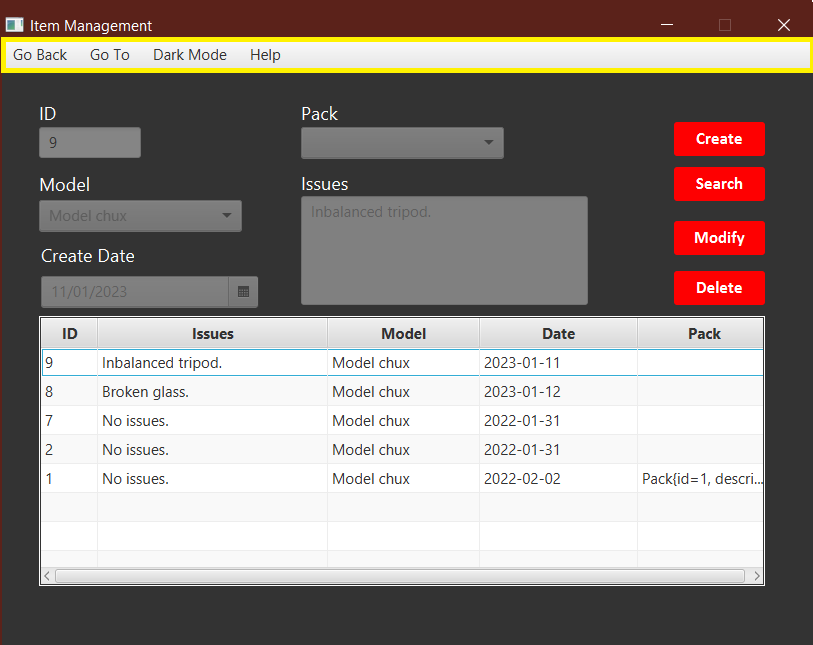 Item Management
Go Back Go To Dark Mode Help
ID
9
Pack
Model
Model chux
Issues
Inbalanced tripod.
Create Date
11/01/2023
Create
Search
Modify
Delete
ID Issues Model Date Pack
9 Inbalanced tripod. Model chux 2023-01-11
8 Broken glass. Model chux 2023-01-12
7 No issues. Model chux 2022-01-31
2 No issues. Model chux 2022-01-31
1 No issues. Model chux 2022-02-02 Pack{id=1, descri...